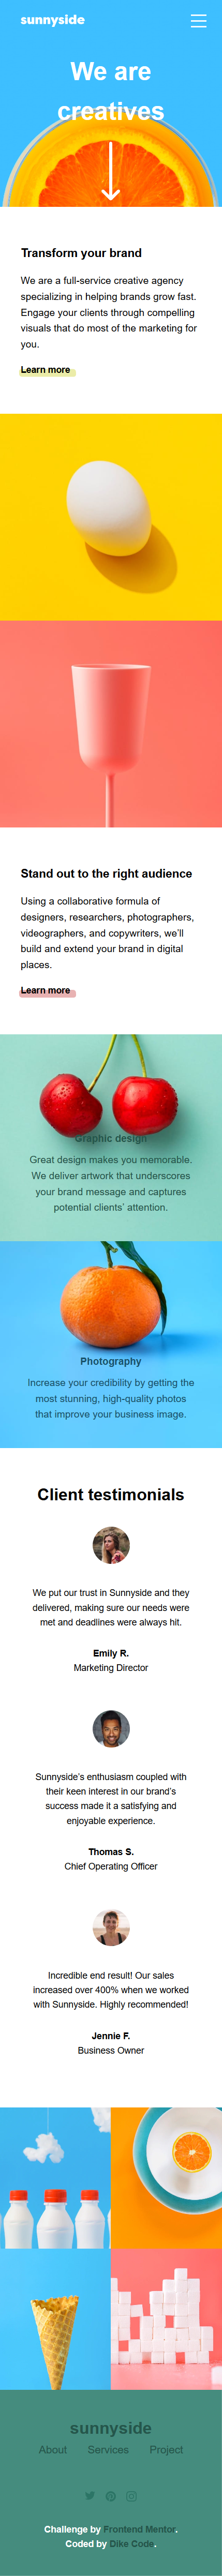 sunnyside
We are
creatives
Transform your brand
We are a full-service creative agency
specializing in helping brands grow fast.
Engage your clients through compelling
visuals that do most of the marketing for
you.
Learn more
Stand out to the right audience
Using a collaborative formula of
designers, researchers, photographers,
videographers, and copywriters, we'll
build and extend your brand in digital
places.
Learn more
Graphic design
Great design makes you memorable.
We deliver artwork that underscores
your brand message and captures
potential clients' attention.
Photography
Increase your credibility by getting the
most stunning, high-quality photos
that improve your business image.
Client testimonials
We put our trust in Sunnyside and they
delivered, making sure our needs were
met and deadlines were always hit.
Emily R.
Marketing Director
Sunnyside's enthusiasm coupled with
their keen interest in our brand's
success made it a satisfying and
enjoyable experience.
Thomas S.
Chief Operating Officer
Incredible end result! Our sales
increased over 400% when we worked
with Sunnyside. Highly recommended!
Jennie F.
Business Owner
sunnyside
About Services Project
Challenge by Frontend Mentor.
Coded by Dike Code.